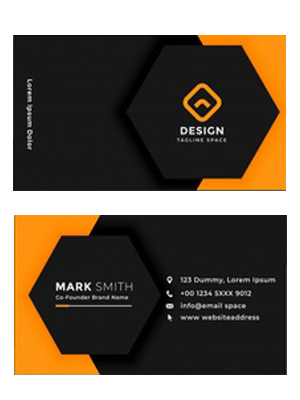 Lorem Ipsum Dolor
DESIGN
TAGLINE SPACE
MARK SMITH
Co-Founder Brand Name
123 Dummy, Lorem Ipsum
+00 1234 5XXX 9012
info@email space
www.websiteaddress